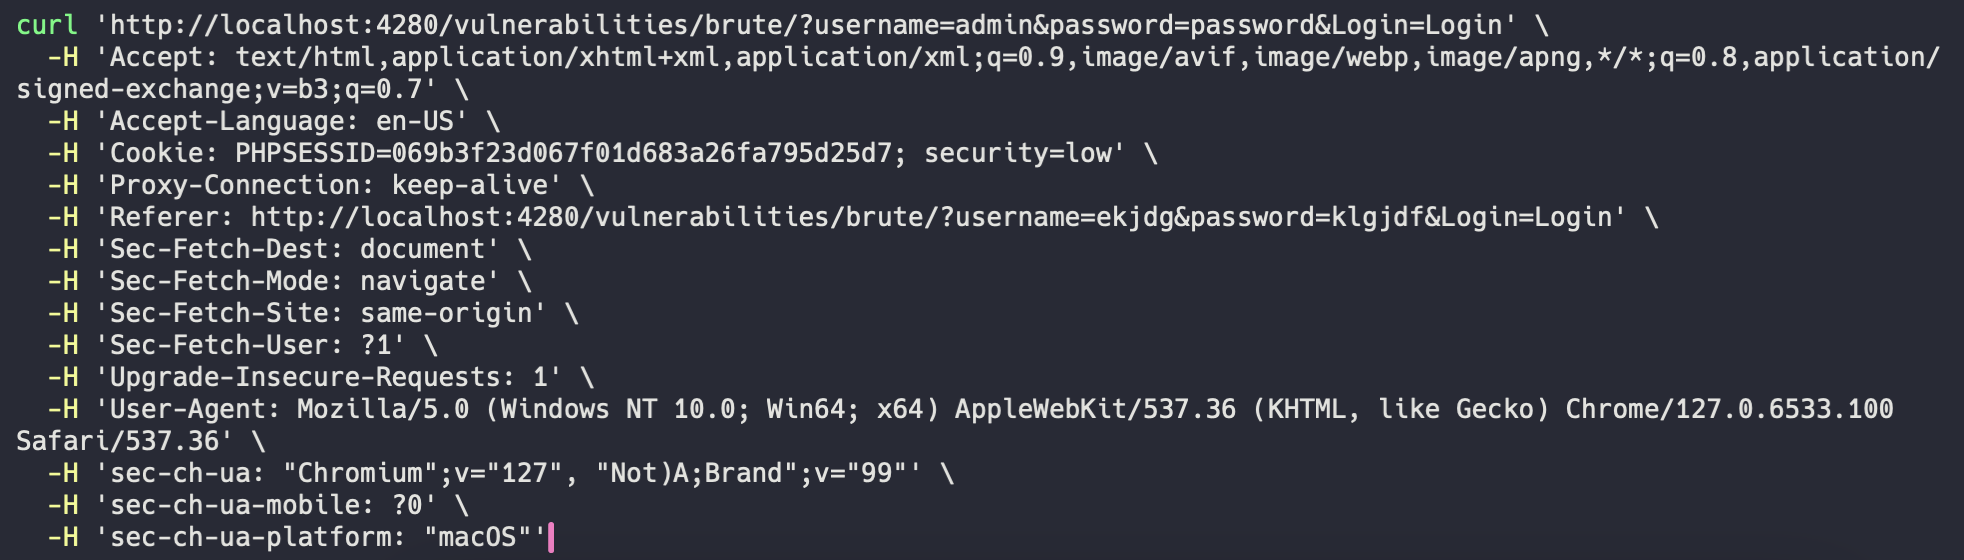 curl 'http://localhost:4280/vulnerabilities/brute/?username=admin&password=password&Login=Login' \
  -H 'Accept: text/html,application/xhtml+xml,application/xml;q=0.9,image/avif,image/webp,image/apng,*/*;q=0.8,application/
signed-exchange;v=b3;q=0.7' \
  -H 'Accept-Language: en-US' \
  -H 'Cookie: PHPSESSID=069b3f23d067f01d683a26fa795d25d7; security=low' \
  -H 'Proxy-Connection: keep-alive' \
  -H 'Referer: http://localhost:4280/vulnerabilities/brute/?username=ekjdg&password=klgjdf&Login=Login' \
  -H 'Sec-Fetch-Dest: document' \
  -H 'Sec-Fetch-Mode: navigate' \
  -H 'Sec-Fetch-Site: same-origin' \
  -H 'Sec-Fetch-User: ?1' \
  -H 'Upgrade-Insecure-Requests: 1' \
  -H 'User-Agent: Mozilla/5.0 (Windows NT 10.0; Win64; x64) AppleWebKit/537.36 (KHTML, like Gecko) Chrome/127.0.6533.100
Safari/537.36' \
  -H 'sec-ch-ua: "Chromium";v="127", "Not)A;Brand";v="99"' \
  -H 'sec-ch-ua-mobile: ?0' \
  -H 'sec-ch-ua-platform: "macOS"'